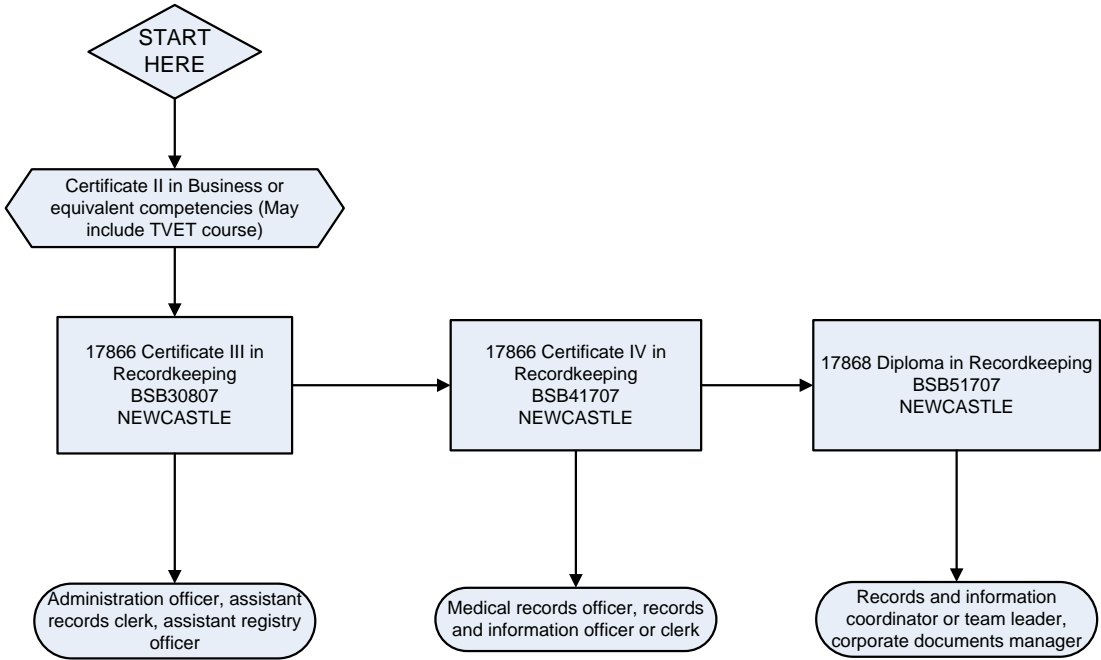 START
HERE
Certificate II in Business or
equivalent competencies (May
include TVET course)
17866 Certificate III in
Recordkeeping
BSB30807
NEWCASTLE
17866 Certificate IV in
Recordkeeping
BSB41707
NEWCASTLE
17868 Diploma in Recordkeeping
BSB51707
NEWCASTLE
Administration officer, assistant
records clerk, assistant registry
officer
Medical records officer, records
and information officer or clerk
Records and information
coordinator or team leader,
corporate documents manager